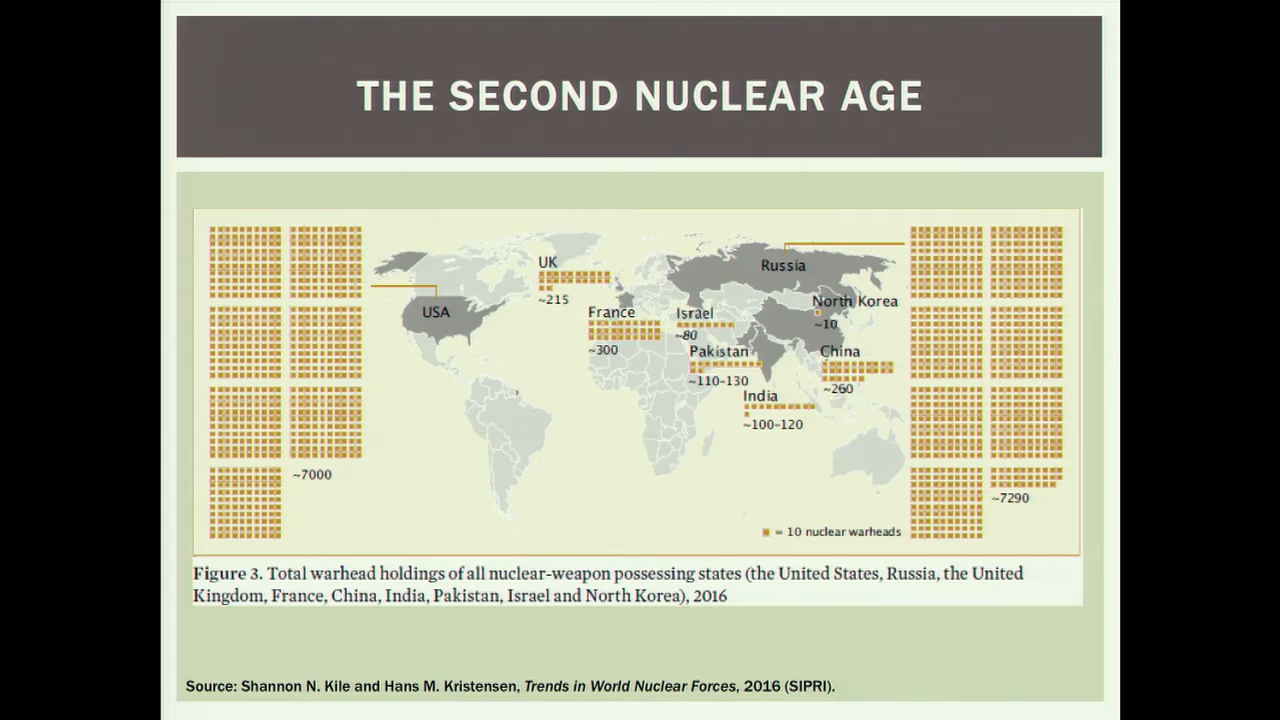 THE SECOND NUCLEAR AGE
UK
~215
Russia
USA
North Korea
~10
France
~300
Israel
~80
Pakistan
~110–130
China
~260
India
~100–120
~7000
~7290
= 10 nuclear warheads
Figure 3. Total warhead holdings of all nuclear-weapon possessing states (the United States, Russia, the United
Kingdom, France, China, India, Pakistan, Israel and North Korea), 2016
Source: Shannon N. Kile and Hans M. Kristensen, Trends in World Nuclear Forces, 2016 (SIPRI).